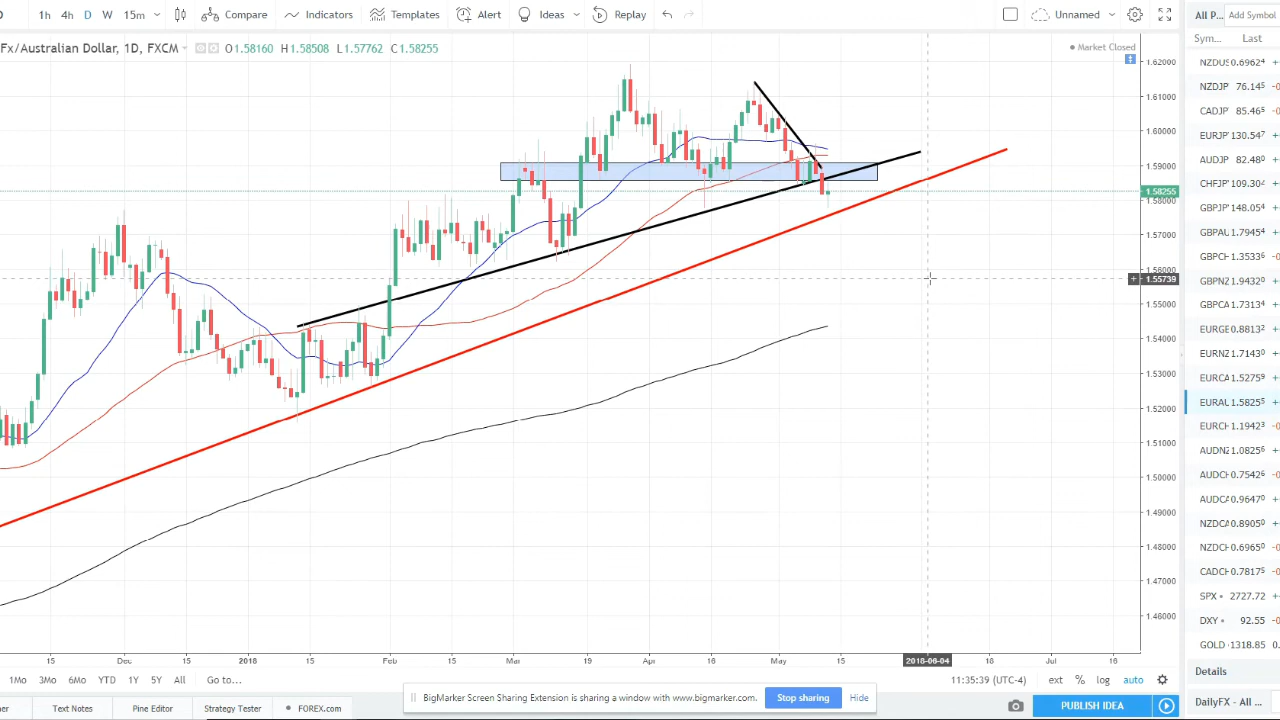 1h 4h D W 15m Compare Indicators Templates Alert Ideas Replay Unnamed
All P... Add Symbol
Fx/Australian Dollar, 1D, FXCM O1.58160 H1.58508 L1.57762 C1.58255
Market Closed
Sym... Last
1.62000
1.61000
1.60000
1.59000
1.58255
1.58000
1.57000
1.56000
1.55739
1.55000
1.54000
1.53000
1.52000
1.51000
1.50000
1.49000
1.48000
1.47000
1.46000
NZDUS 0.69624
NZDJP 76.145
CADJP 85.465
EURJP 130.547
AUDJP 82.480
CHFJP 109.304
GBPJP 148.054
GBPAU 1.79454
GBPCH 1.35336
GBPNZ 1.94332
GBPCA 1.73134
EURGE 0.88132
EURNZ 1.71430
EURCA 1.52759
EURAU 1.58255
EURCH 1.19423
AUDNZ 1.08256
AUDCH 0.75426
AUDCA 0.96470
NZDCA 0.89050
NZDCH 0.69650
CADCH 0.78175
SPX 2727.72
DXY 92.55
GOLD 1318.85
15 Dec 15 2018 15 Feb 15 Mar 19 Apr 16 May 15 2018-06-04 18 Jul 16
Details
1Mo 3Mo 6Mo YTD 1Y 5Y All Go to... 11:35:39 (UTC-4) ext % log auto
BigMarker Screen Sharing Extension is sharing a window with www.bigmarker.com. Stop sharing Hide
ner Text Notes Pine Editor Strategy Tester FOREX.com PUBLISH IDEA
DailyFX - All ...